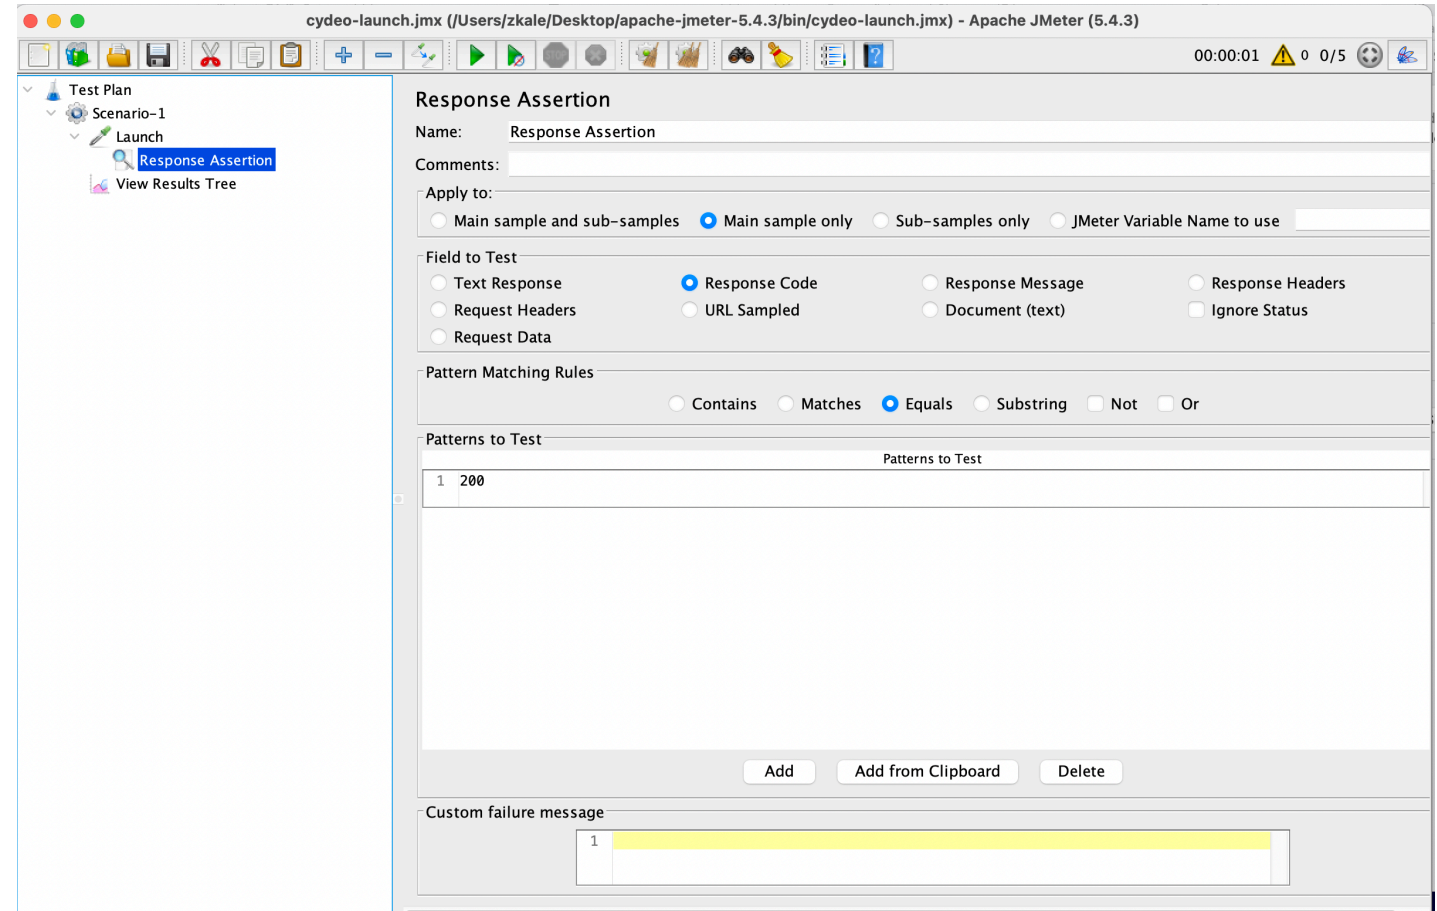 cydeo-launch.jmx (/Users/zkale/Desktop/apache-jmeter-5.4.3/bin/cydeo-launch.jmx) - Apache JMeter (5.4.3)
STOP
00:00:01 0 0/5
Test Plan
Scenario-1
Launch
Response Assertion
View Results Tree
Response Assertion
Name: Response Assertion
Comments:
Apply to:
Main sample and sub-samples Main sample only Sub-samples only JMeter Variable Name to use
Field to Test
Text Response Response Code Response Message Response Headers
Request Headers URL Sampled Document (text) Ignore Status
Request Data
Pattern Matching Rules
Contains Matches Equals Substring Not Or
Patterns to Test
Patterns to Test
1 200
Add Add from Clipboard Delete
Custom failure message
1